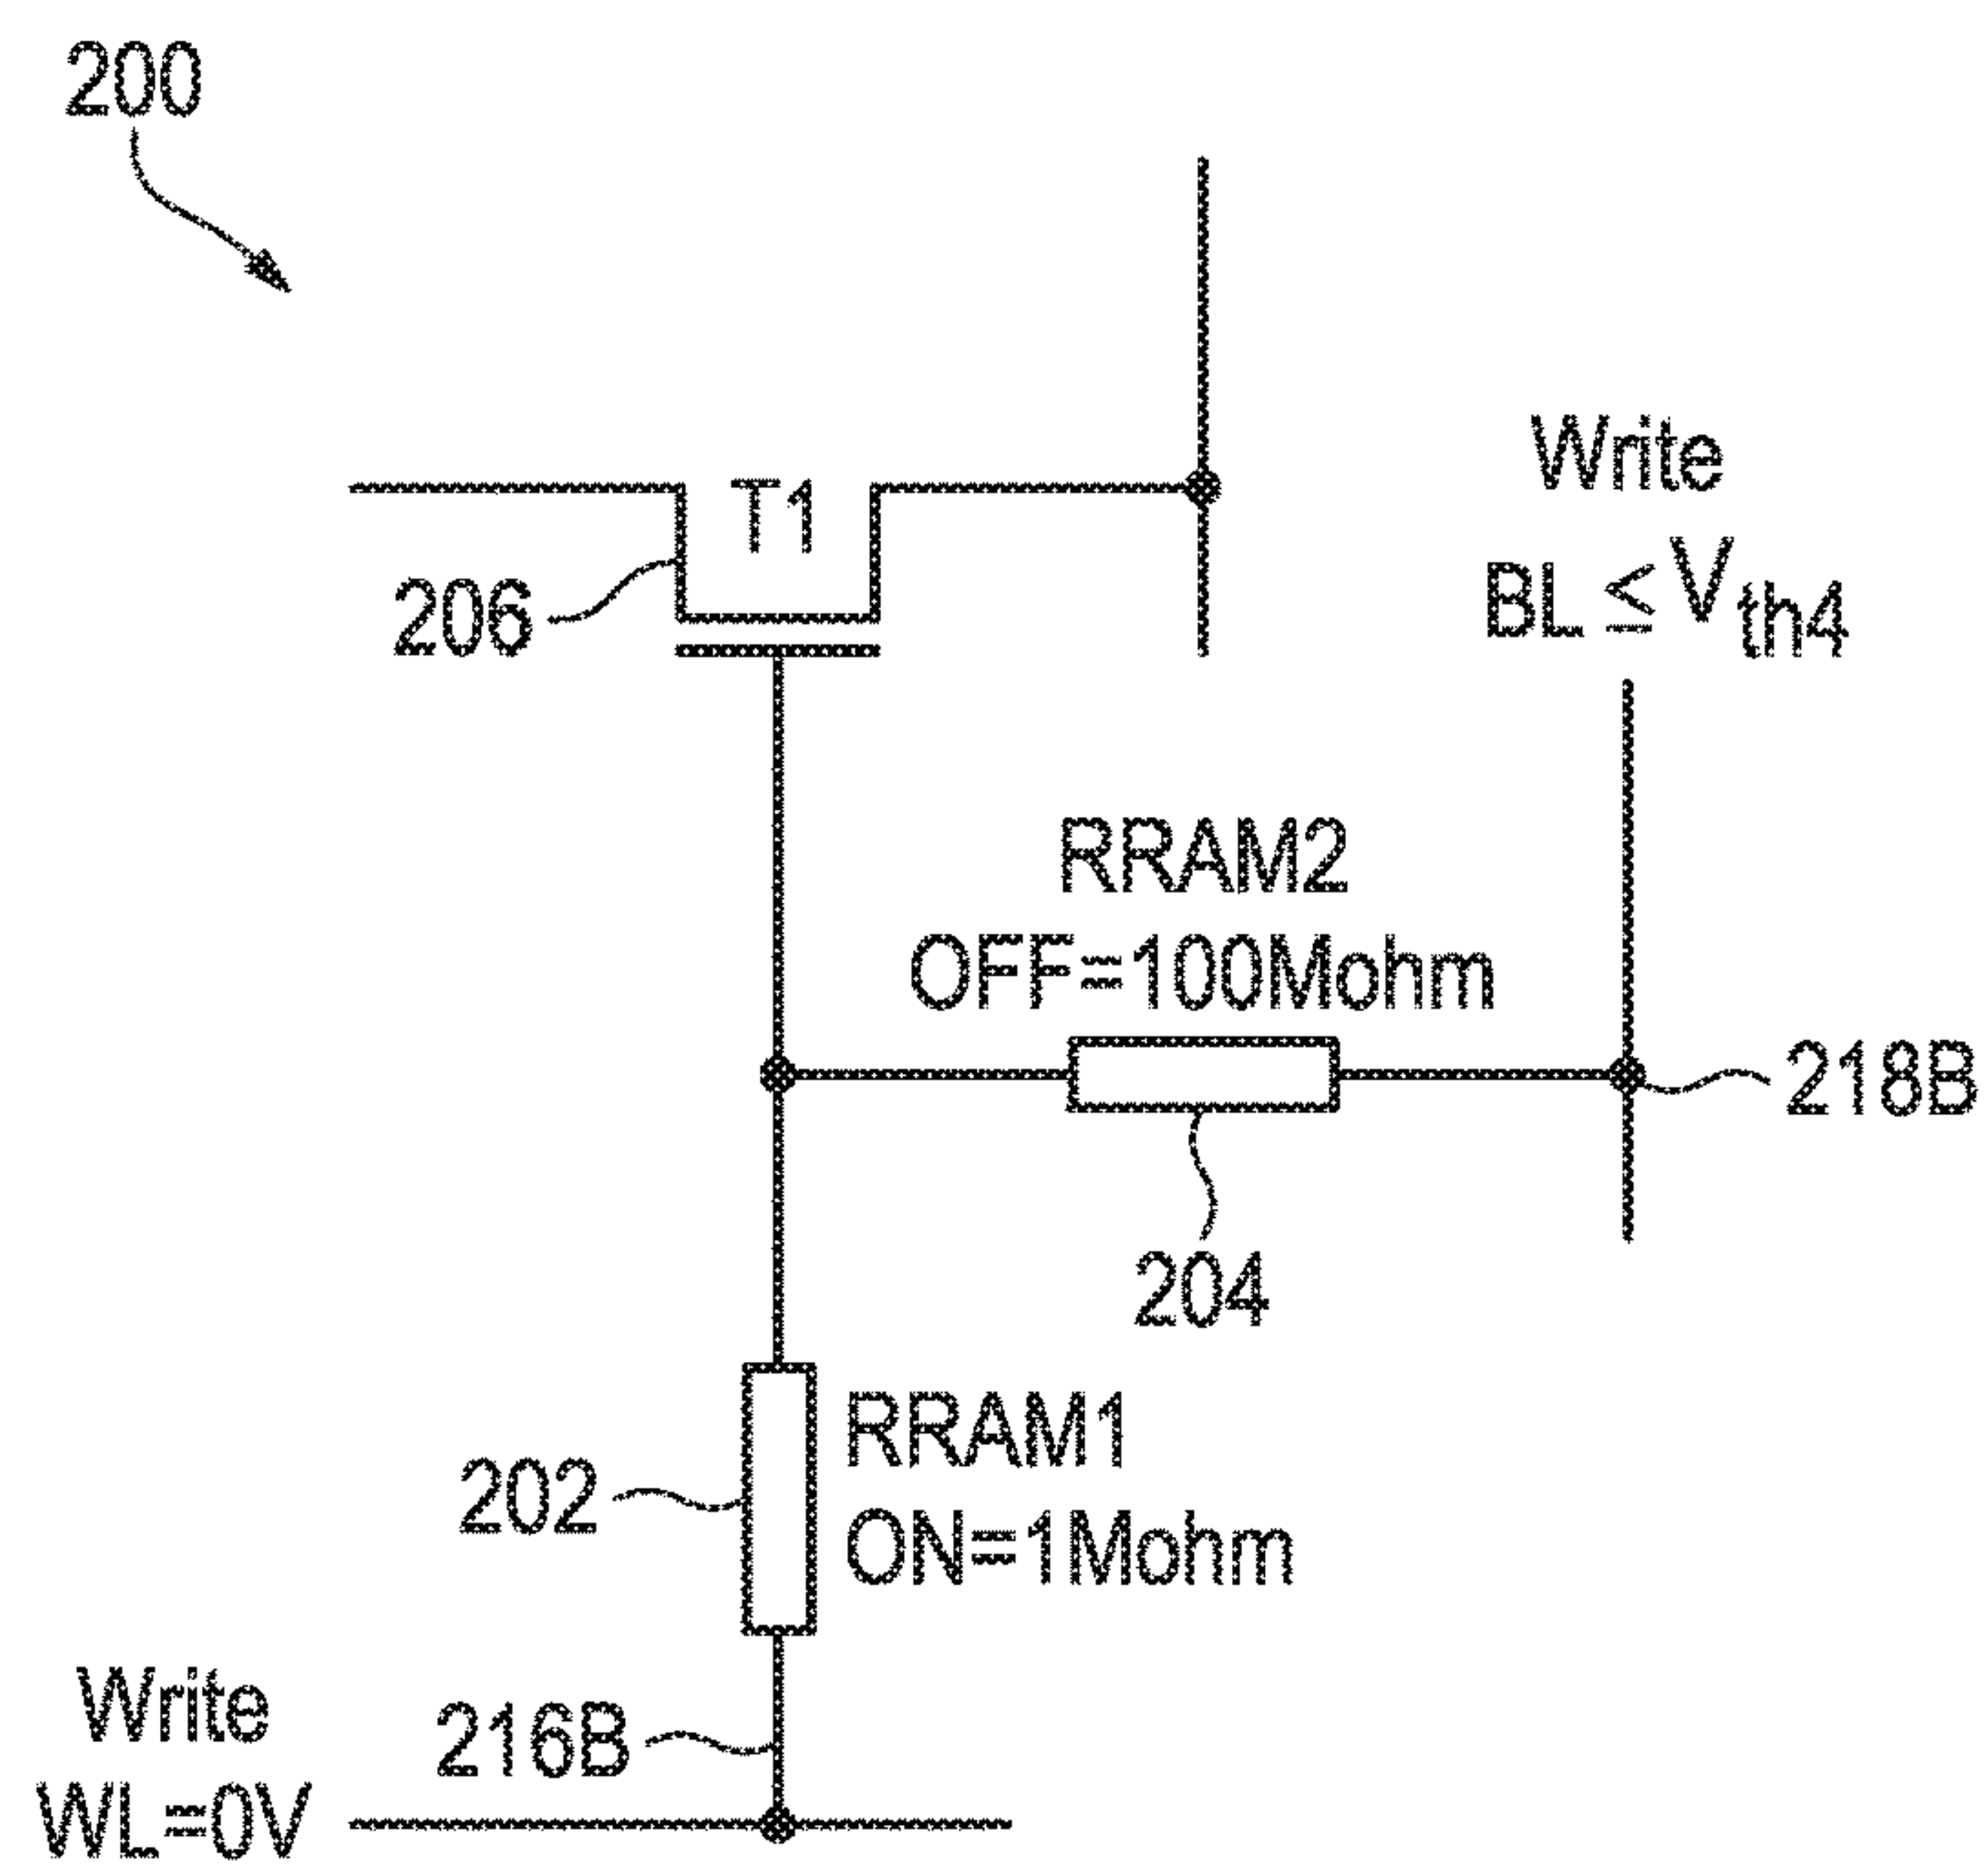 200
T1
206
Write
BL ≤ Vth4
RRAM2
OFF=100Mohm
218B
204
RRAM1
202
ON=1Mohm
Write
216B
WL=0V